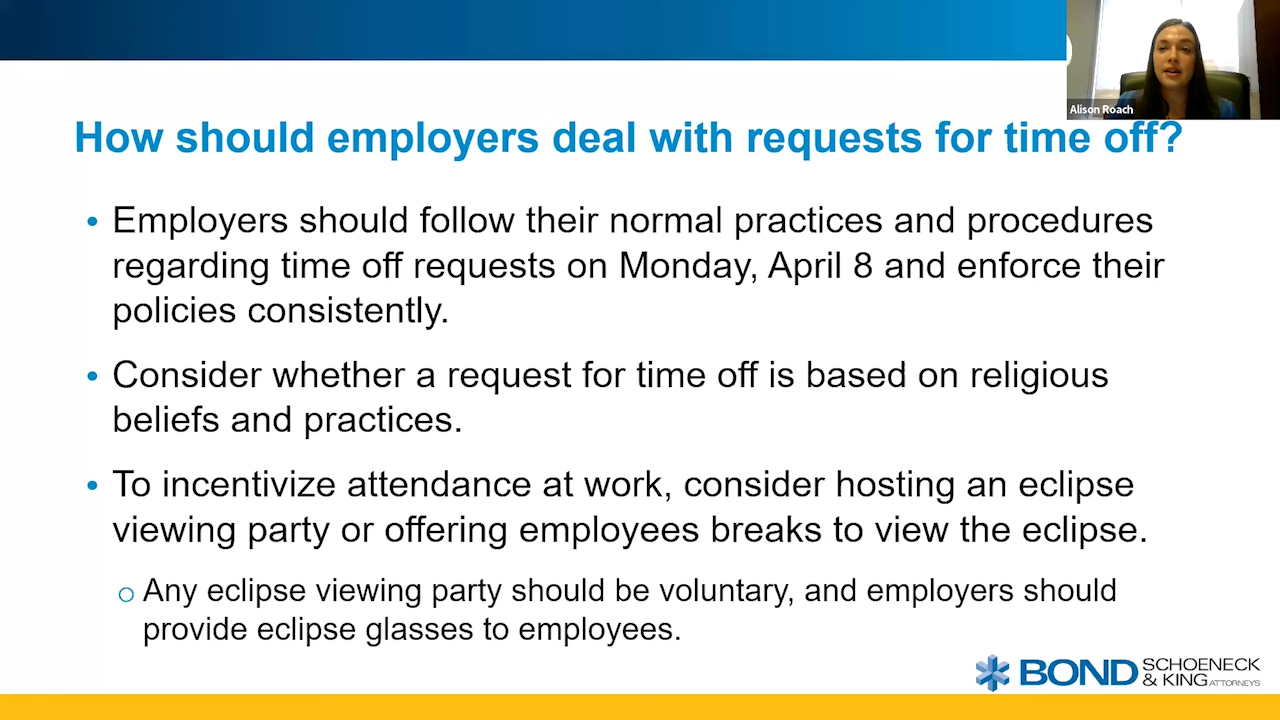 Alison Roach
How should employers deal with requests for time off?
• Employers should follow their normal practices and procedures
regarding time off requests on Monday, April 8 and enforce their
policies consistently.
• Consider whether a request for time off is based on religious
beliefs and practices.
• To incentivize attendance at work, consider hosting an eclipse
viewing party or offering employees breaks to view the eclipse.
o Any eclipse viewing party should be voluntary, and employers should
provide eclipse glasses to employees.
BOND SCHOENECK
& KING ATTORNEYS